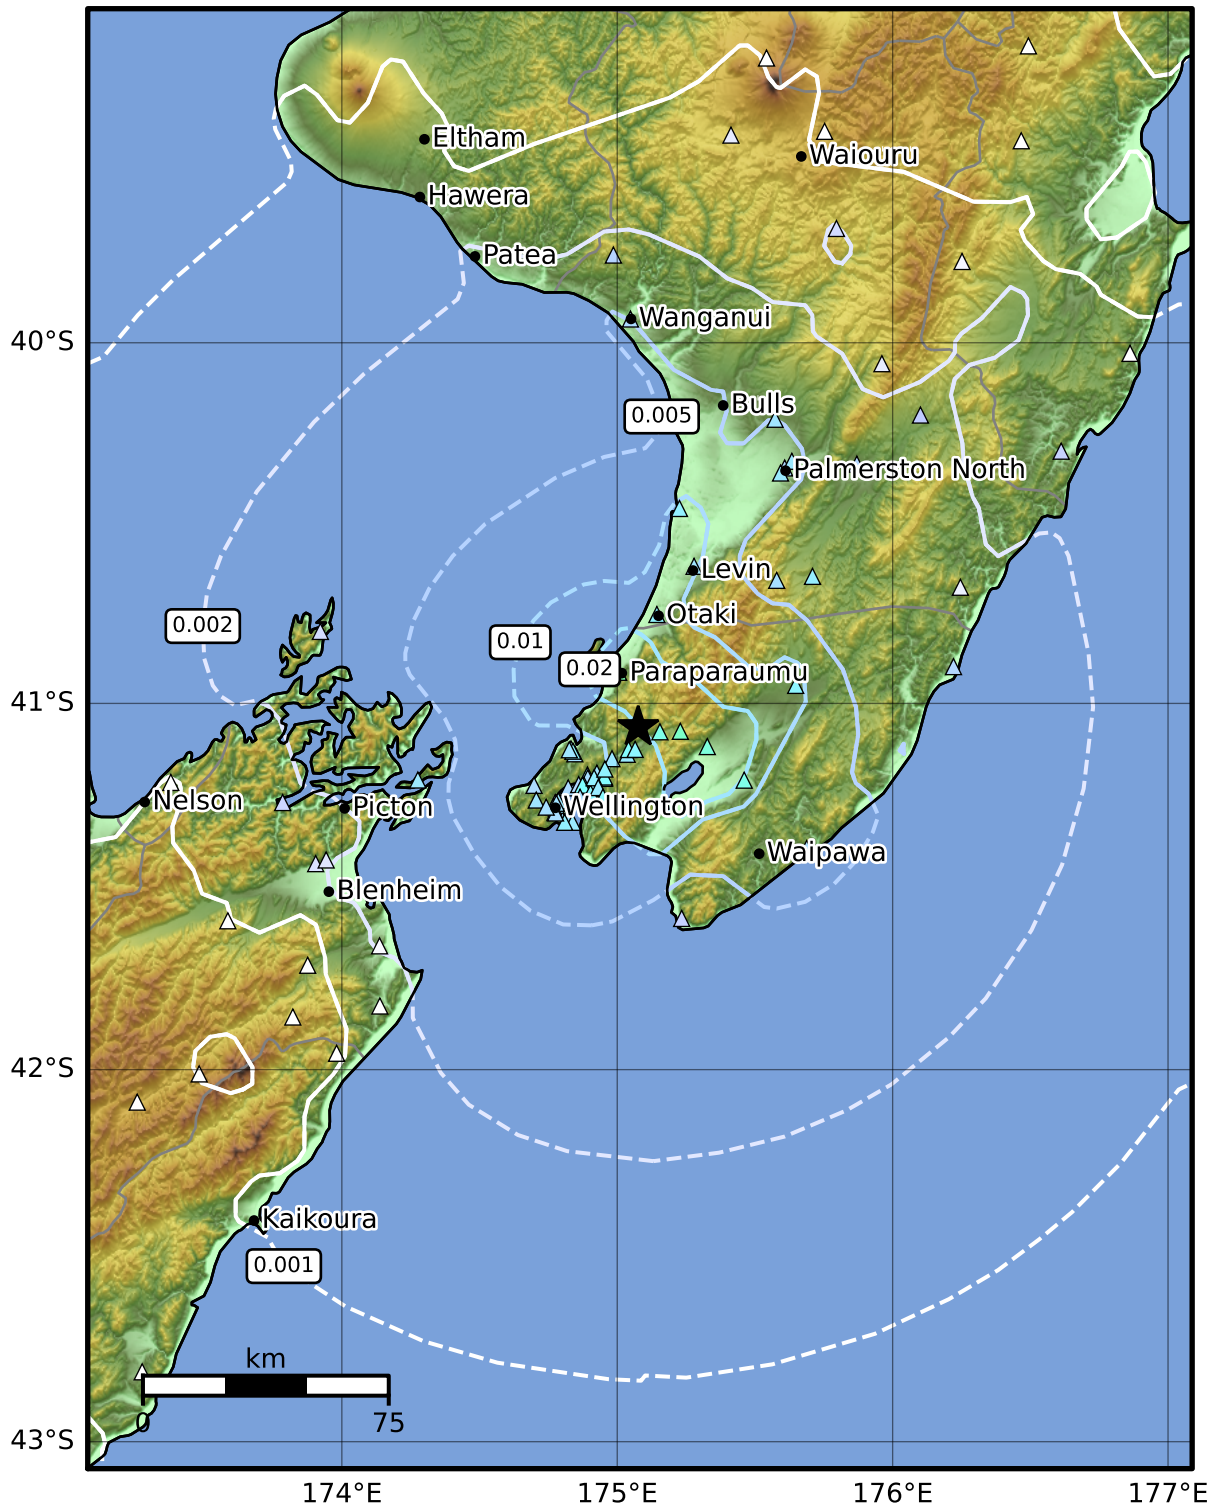 Eltham
Waiouru
Hawera
Patea
Wanganui
40°S
Bulls
0.005
Palmerston North
Levin
Otaki
0.002
0.01
0.02
Paraparaumu
41°S
Nelson
Picton
Wellington
Waipawa
Blenheim
42°S
Kaikoura
0.001
km
0
75
43°S
174°E
175°E
176°E
177°E